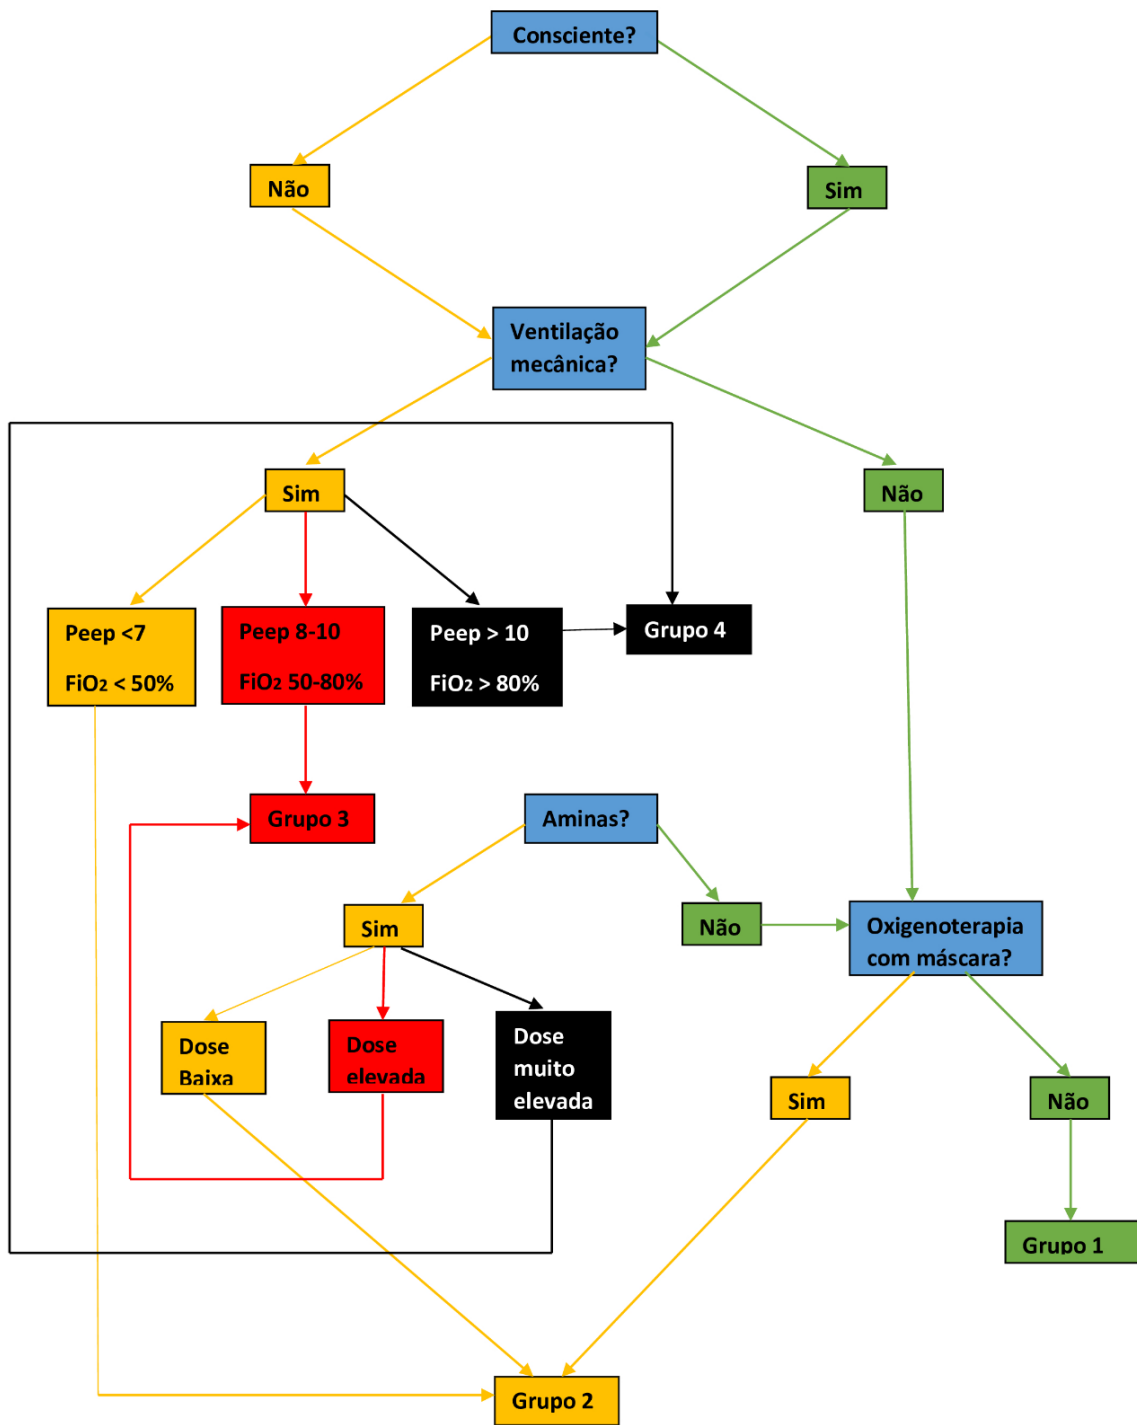 Consciente?
Não
Sim
Ventilação
mecânica?
Sim
Não
Peep <7
FiO₂ < 50%
Peep 8-10
FiO₂ 50-80%
Peep > 10
FiO₂ > 80%
Grupo 4
Grupo 3
Aminas?
Sim
Não
Oxigenoterapia
com máscara?
Dose
Baixa
Dose
elevada
Dose
muito
elevada
Sim
Não
Grupo 1
Grupo 2